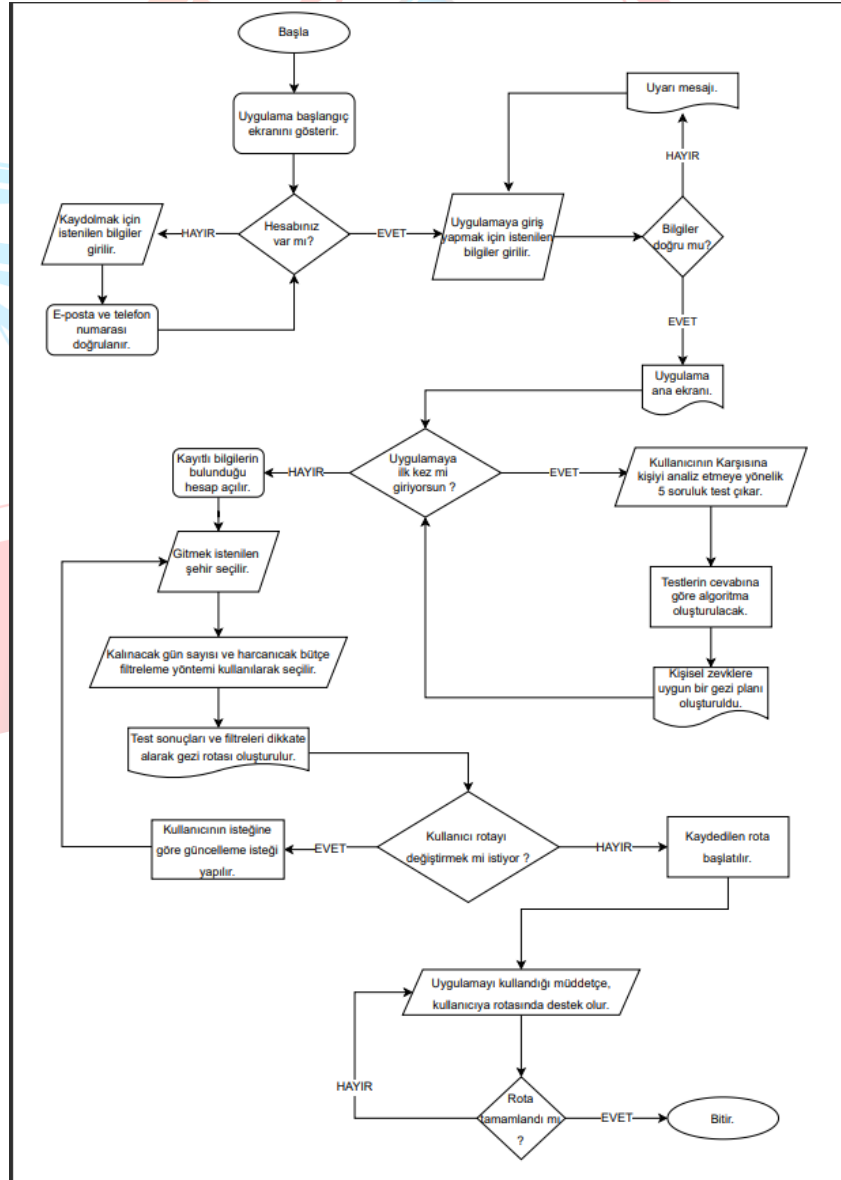 Başla
Uygulama başlangıç
ekranını gösterir.
Uyarı mesajı.
HAYIR
Kaydolmak için
istenilen bilgiler
girilir.
HAYIR
Hesabınız
var mı?
EVET
Uygulamaya giriş
yapmak için istenilen
bilgiler girilir.
Bilgiler
doğru mu?
E-posta ve telefon
numarası
doğrulanır.
EVET
Uygulama
ana ekranı.
Kayıtlı bilgilerin
bulunduğu
hesap açılır.
HAYIR
Uygulamaya
ilk kez mi
giriyorsun ?
EVET
Kullanıcının Karşısına
kişiyi analiz etmeye yönelik
5 soruluk test çıkar.
Gitmek istenilen
şehir seçilir.
Testlerin cevabına
göre algoritma
oluşturulacak.
Kalınacak gün sayısı ve harcanıcak bütçe
filtreleme yöntemi kullanılarak seçilir.
Kişisel zevklere
uygun bir gezi planı
oluşturuldu.
Test sonuçları ve filtreleri dikkate
alarak gezi rotası oluşturulur.
Kullanıcının isteğine
göre güncelleme isteği
yapılır.
EVET
Kullanıcı rotayı
değiştirmek mi istiyor ?
HAYIR
Kaydedilen rota
başlatılır.
Uygulamayı kullandığı müddetçe,
kullanıcıya rotasında destek olur.
HAYIR
Rota
tamamlandı mı
?
EVET
Bitir.